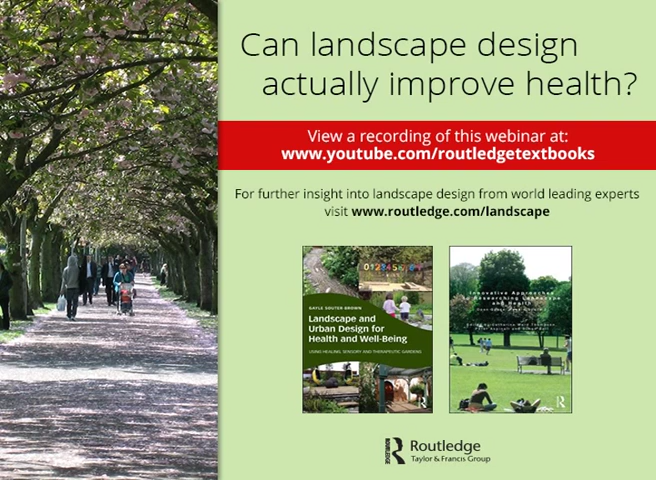 Can landscape design
actually improve health?
View a recording of this webinar at:
www.youtube.com/routledgetextbooks
For further insight into landscape design from world leading experts
visit www.routledge.com/landscape
GAYLE SOUTER-BROWN
Landscape and
Urban Design for
Health and Well-Being
USING HEALING, SENSORY AND THERAPEUTIC GARDENS
Innovative Approaches
to Researching Landscape
and Health
ROUTLEDGE
Routledge
Taylor & Francis Group